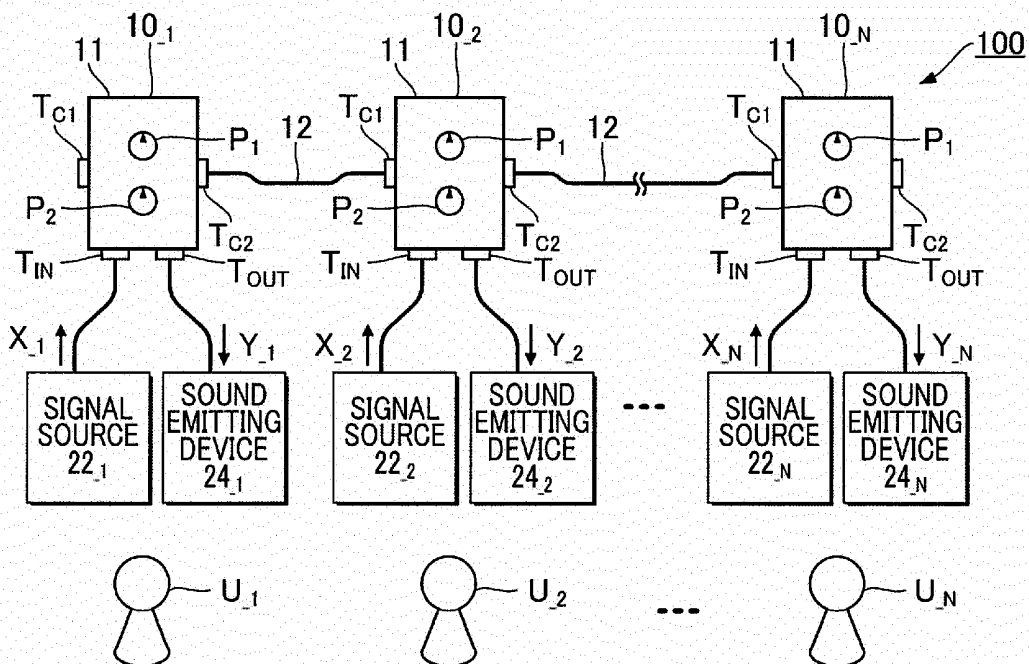 11 10_1 11 10_2 11 10_N 100
T_C1 P_1 12 T_C1 P_1 12 T_C1 P_1
P_2 T_C2 P_2 T_C2 P_2 T_C2
T_IN T_OUT T_IN T_OUT T_IN T_OUT
X_1 Y_1 X_2 Y_2 X_N Y_N
SIGNAL
SOURCE
22_1
SOUND
EMITTING
DEVICE
24_1
SIGNAL
SOURCE
22_2
SOUND
EMITTING
DEVICE
24_2
SIGNAL
SOURCE
22_N
SOUND
EMITTING
DEVICE
24_N
U_1 U_2 U_N